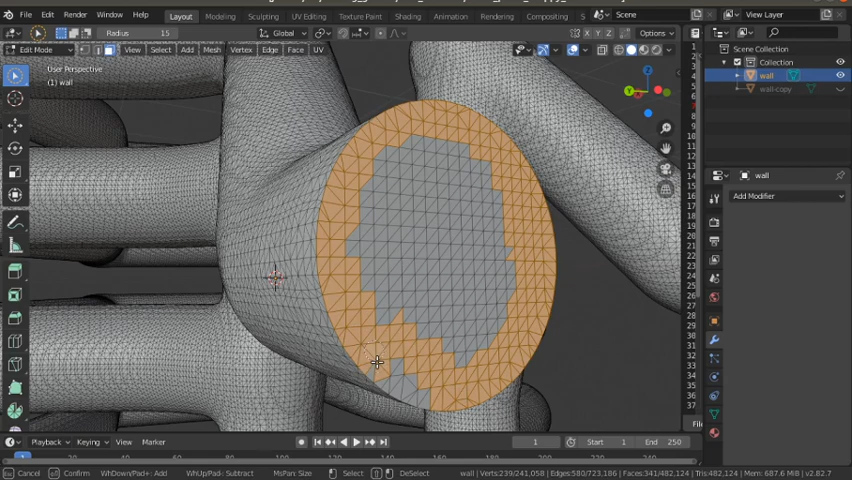 File Edit Render Window Help Layout Modeling Sculpting UV Editing Texture Paint Shading Animation Rendering Compositing Scene View Layer
Radius 15 Global X Y Z Options
Edit Mode View Select Add Mesh Vertex Edge Face UV
User Perspective
(1) wall
Z
Y
Scene Collection
Collection
wall
wall-copy
wall
Add Modifier
Playback Keying View Marker 1 Start 1 End 250
1
Cancel Confirm WhDown/Pad+: Add WhUp/Pad-: Subtract MsPan: Size Select DeSelect wall | Verts:239/241,058 | Edges:580/723,186 | Faces:341/482,124 | Tris:482,124 | Mem: 687.6 MiB | v2.82.7